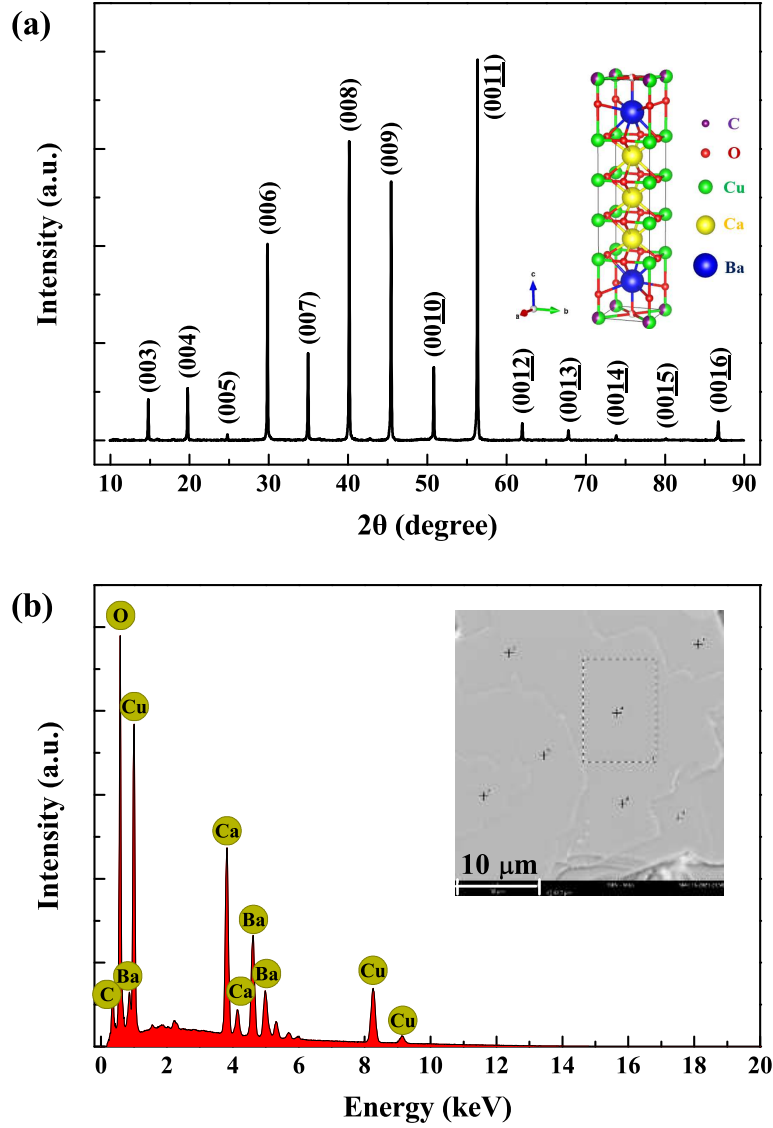 (a)
Intensity (a.u.)
(003)
(004)
(005)
(006)
(007)
(008)
(009)
(0010)
(0011)
(0012)
(0013)
(0014)
(0015)
(0016)
C
O
Cu
Ca
Ba
c
a
b
10 20 30 40 50 60 70 80 90
2θ (degree)
(b)
Intensity (a.u.)
O
Cu
Ba
C
Ca
Ca
Ba
Ba
Cu
Cu
10 μm
0 2 4 6 8 10 12 14 16 18 20
Energy (keV)